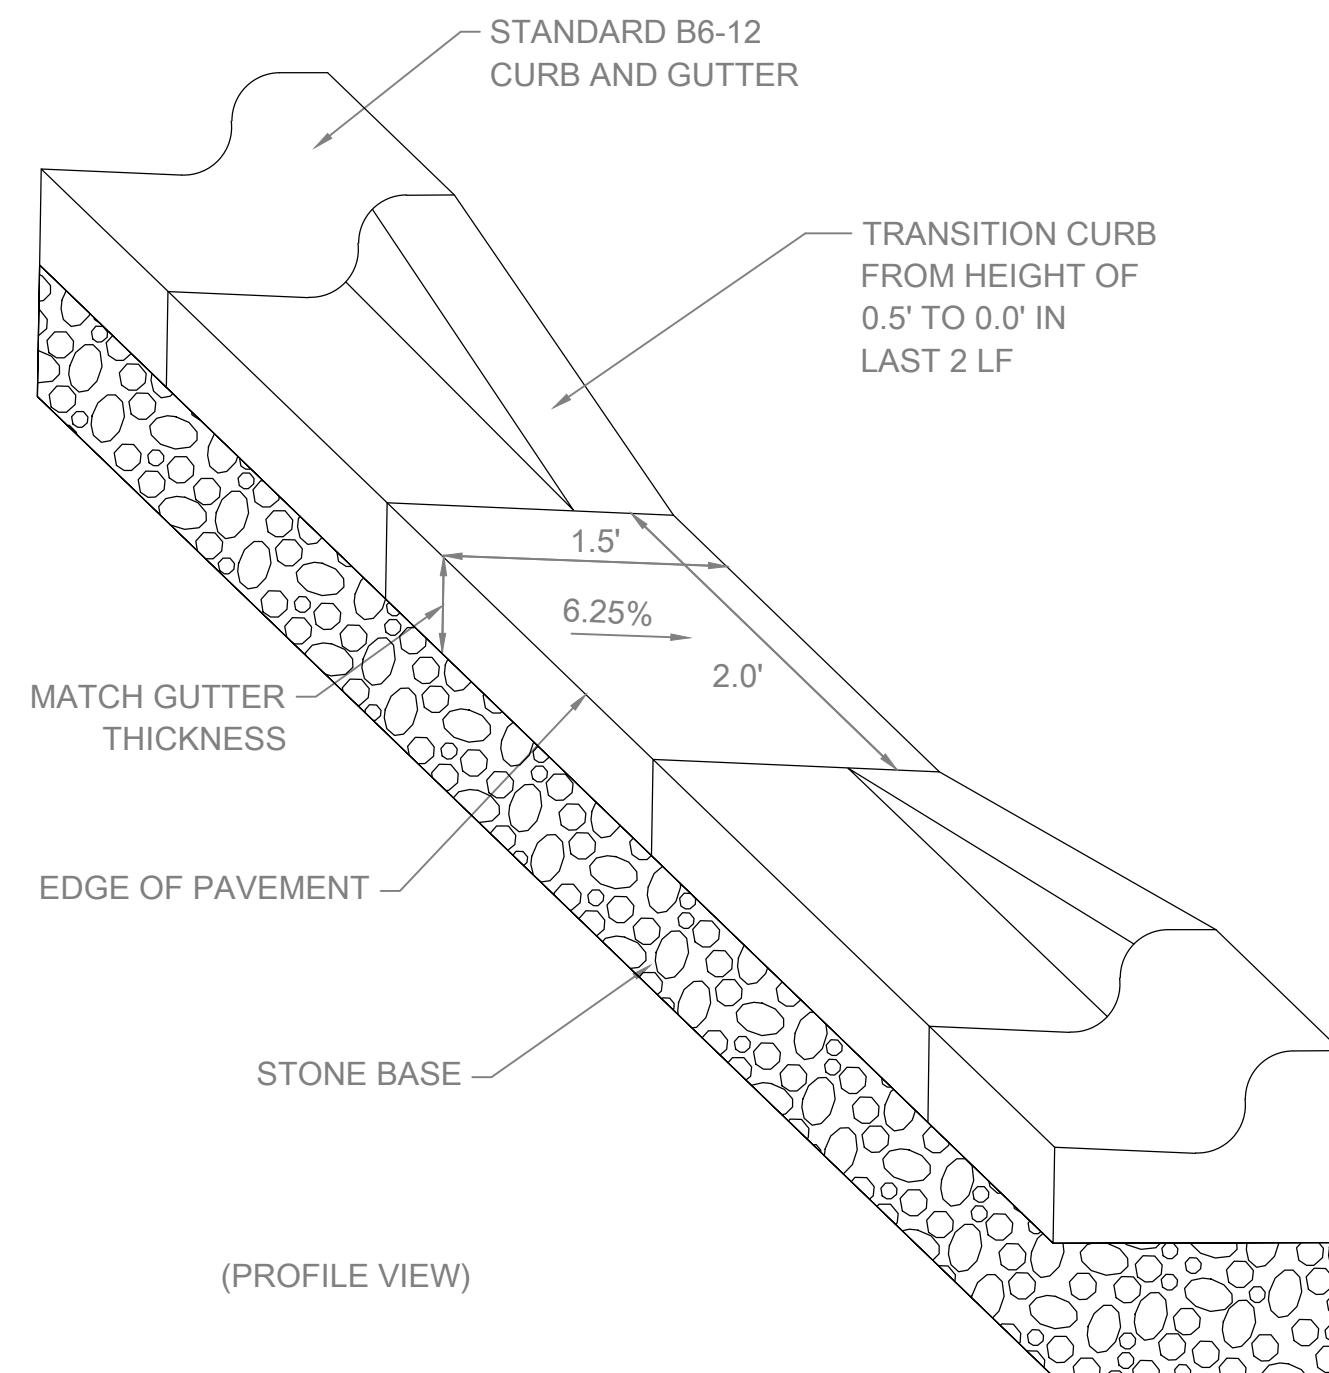 STANDARD B6-12
CURB AND GUTTER
TRANSITION CURB
FROM HEIGHT OF
0.5' TO 0.0' IN
LAST 2 LF
1.5'
6.25%
2.0'
MATCH GUTTER
THICKNESS
EDGE OF PAVEMENT
STONE BASE
(PROFILE VIEW)